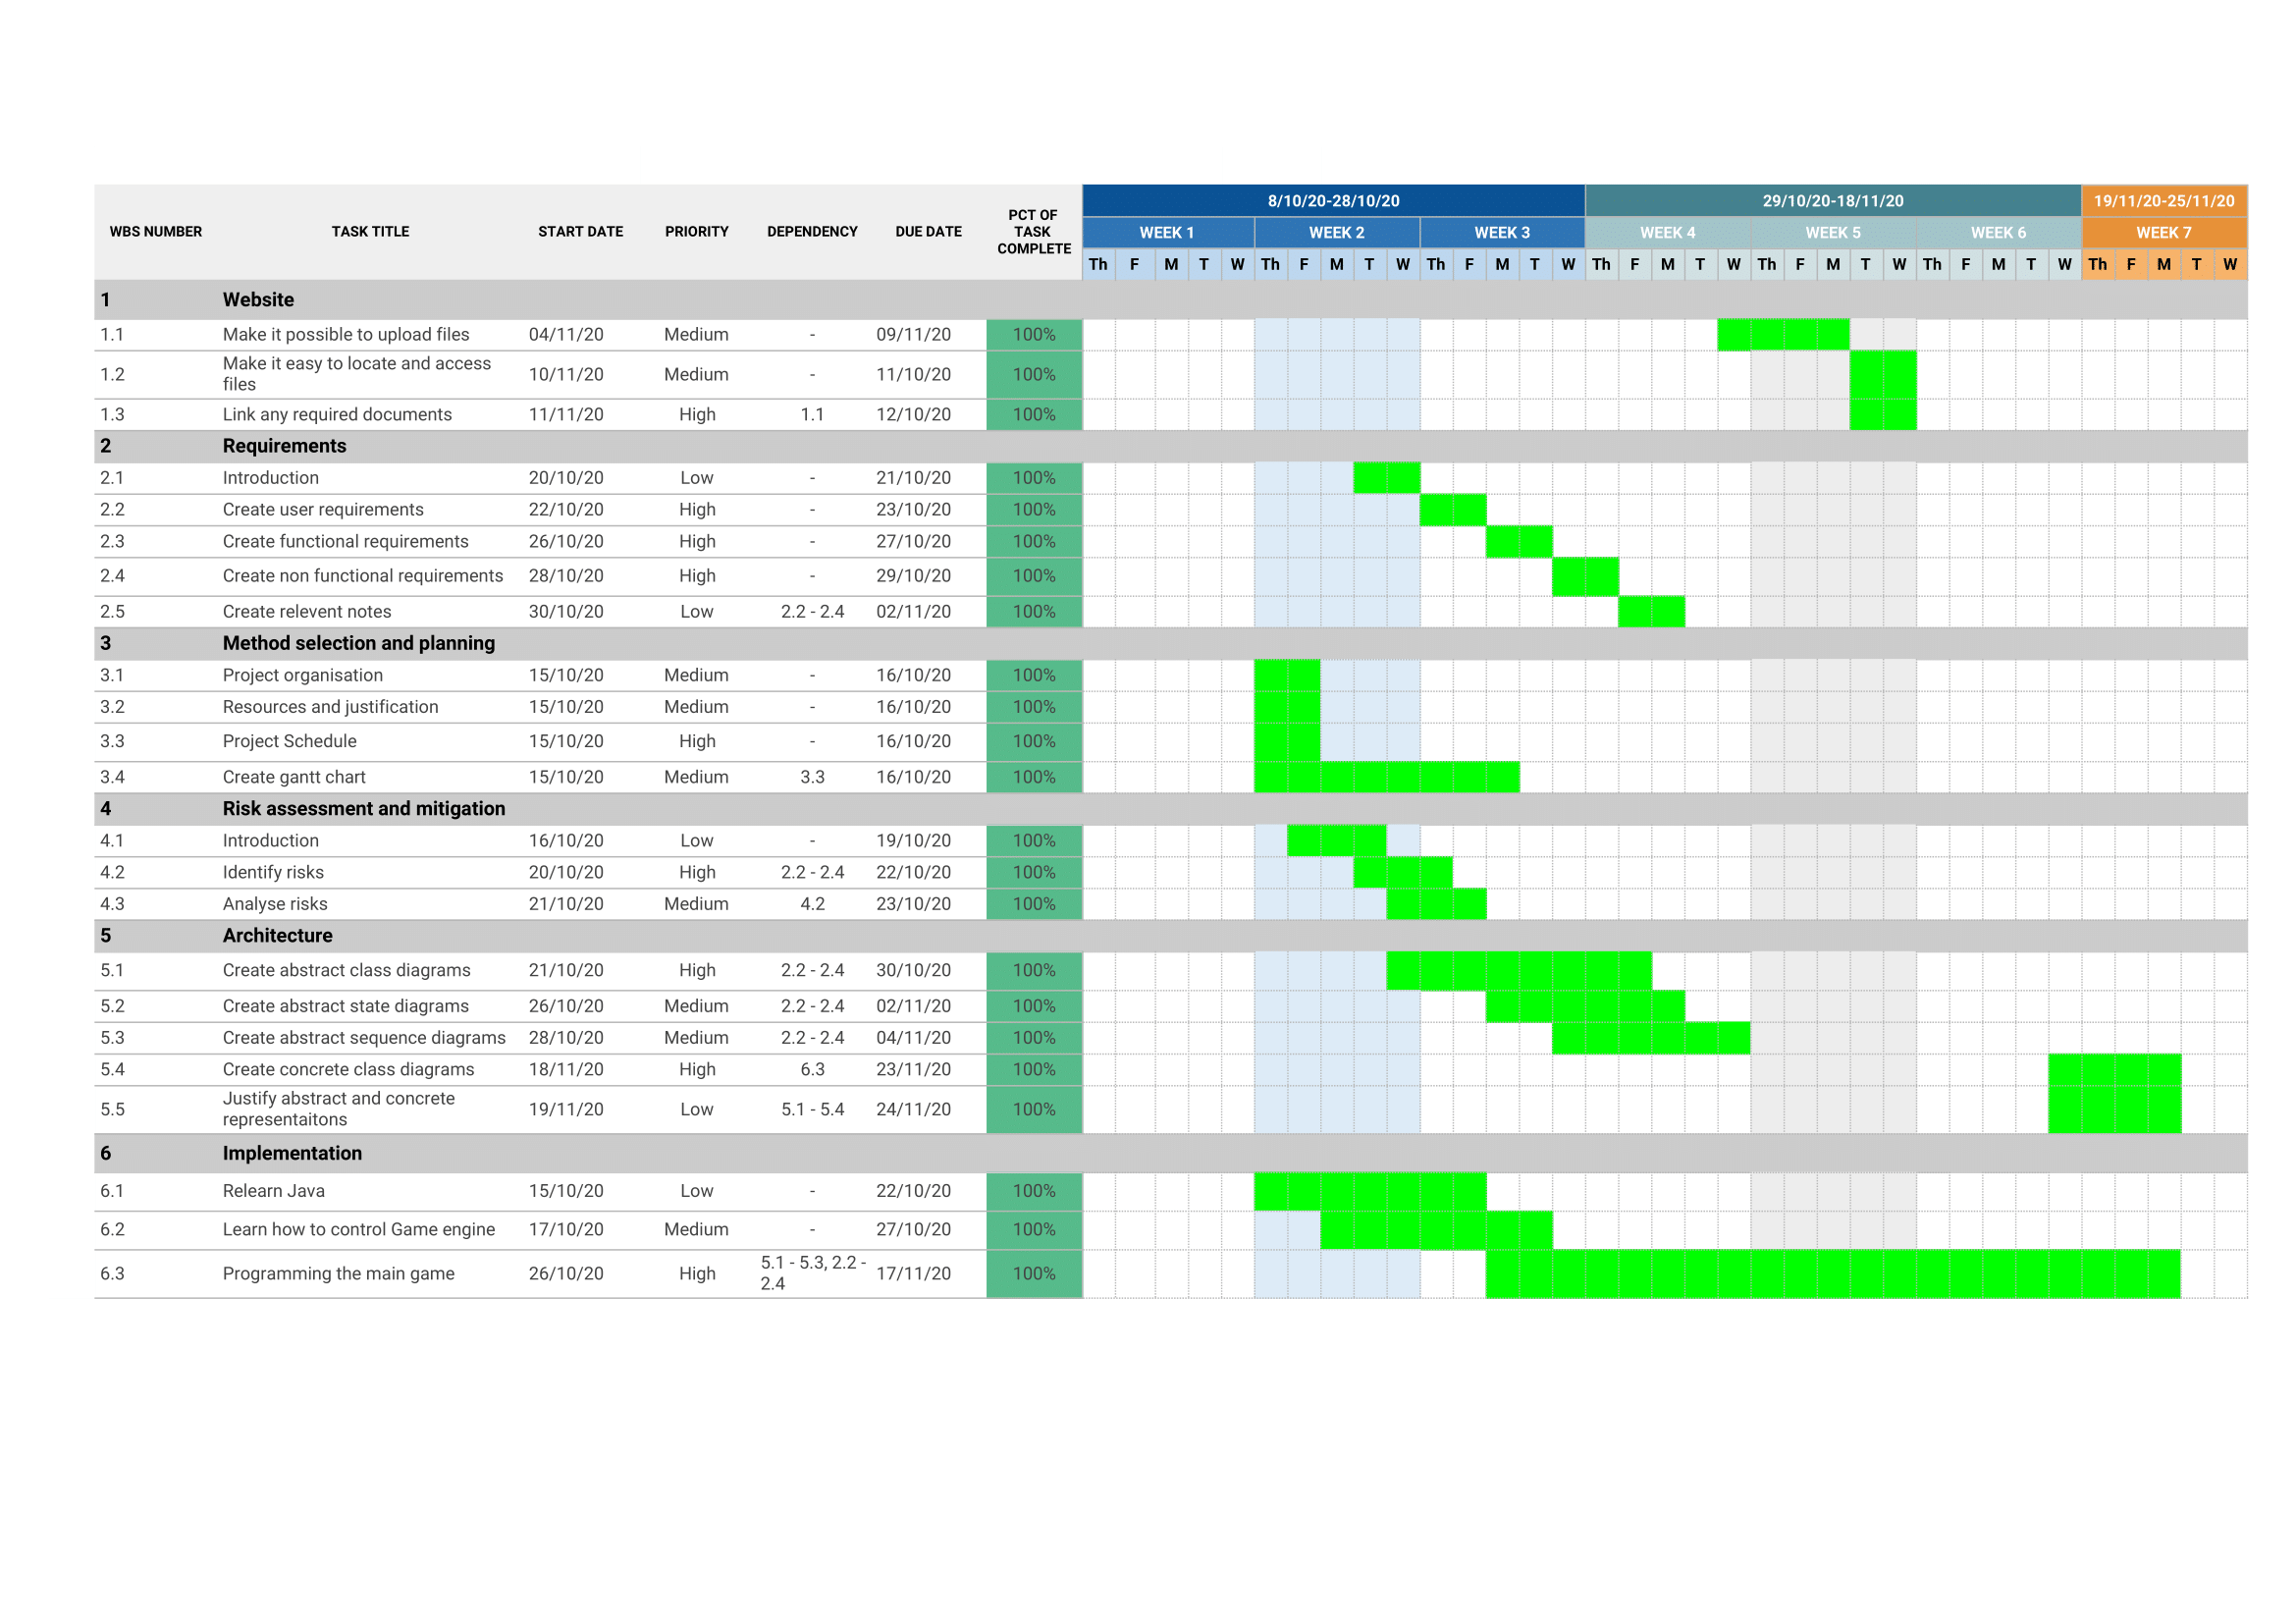 8/10/20-28/10/20 29/10/20-18/11/20 19/11/20-25/11/20
WBS NUMBER TASK TITLE START DATE PRIORITY DEPENDENCY DUE DATE PCT OF TASK COMPLETE WEEK 1 WEEK 2 WEEK 3 WEEK 4 WEEK 5 WEEK 6 WEEK 7
Th F M T W Th F M T W Th F M T W Th F M T W Th F M T W Th F M T W Th F M T W
1 Website
1.1 Make it possible to upload files 04/11/20 Medium - 09/11/20 100%
1.2 Make it easy to locate and access files 10/11/20 Medium - 11/10/20 100%
1.3 Link any required documents 11/11/20 High 1.1 12/10/20 100%
2 Requirements
2.1 Introduction 20/10/20 Low - 21/10/20 100%
2.2 Create user requirements 22/10/20 High - 23/10/20 100%
2.3 Create functional requirements 26/10/20 High - 27/10/20 100%
2.4 Create non functional requirements 28/10/20 High - 29/10/20 100%
2.5 Create relevent notes 30/10/20 Low 2.2 - 2.4 02/11/20 100%
3 Method selection and planning
3.1 Project organisation 15/10/20 Medium - 16/10/20 100%
3.2 Resources and justification 15/10/20 Medium - 16/10/20 100%
3.3 Project Schedule 15/10/20 High - 16/10/20 100%
3.4 Create gantt chart 15/10/20 Medium 3.3 16/10/20 100%
4 Risk assessment and mitigation
4.1 Introduction 16/10/20 Low - 19/10/20 100%
4.2 Identify risks 20/10/20 High 2.2 - 2.4 22/10/20 100%
4.3 Analyse risks 21/10/20 Medium 4.2 23/10/20 100%
5 Architecture
5.1 Create abstract class diagrams 21/10/20 High 2.2 - 2.4 30/10/20 100%
5.2 Create abstract state diagrams 26/10/20 Medium 2.2 - 2.4 02/11/20 100%
5.3 Create abstract sequence diagrams 28/10/20 Medium 2.2 - 2.4 04/11/20 100%
5.4 Create concrete class diagrams 18/11/20 High 6.3 23/11/20 100%
5.5 Justify abstract and concrete representaitons 19/11/20 Low 5.1 - 5.4 24/11/20 100%
6 Implementation
6.1 Relearn Java 15/10/20 Low - 22/10/20 100%
6.2 Learn how to control Game engine 17/10/20 Medium - 27/10/20 100%
6.3 Programming the main game 26/10/20 High 5.1 - 5.3, 2.2 - 2.4 17/11/20 100%